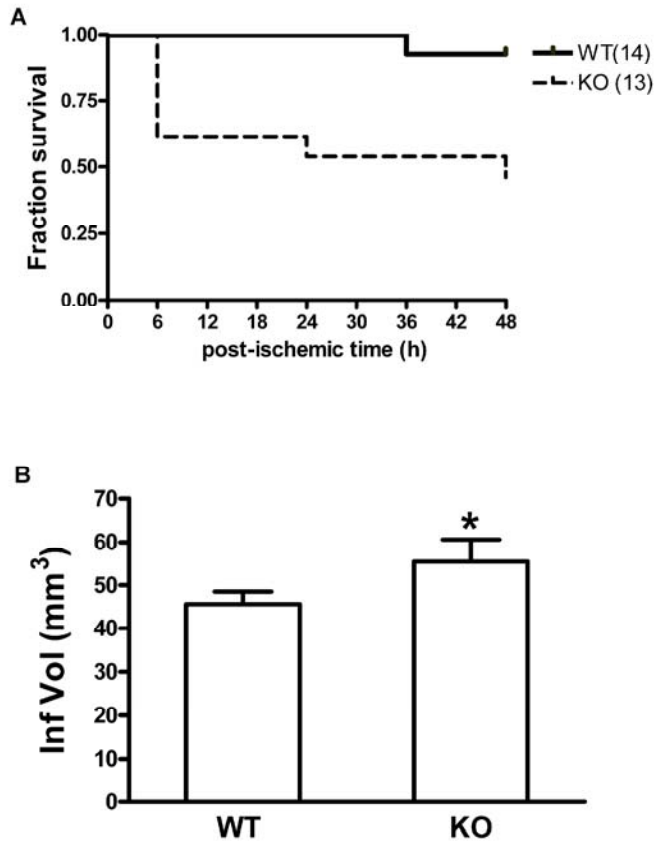 A
1.00
0.75
0.50
0.25
0.00
Fraction survival
0 6 12 18 24 30 36 42 48
post-ischemic time (h)
WT(14)
KO (13)
B
70
60
50
40
30
20
10
0
Inf Vol (mm³)
*
WT KO